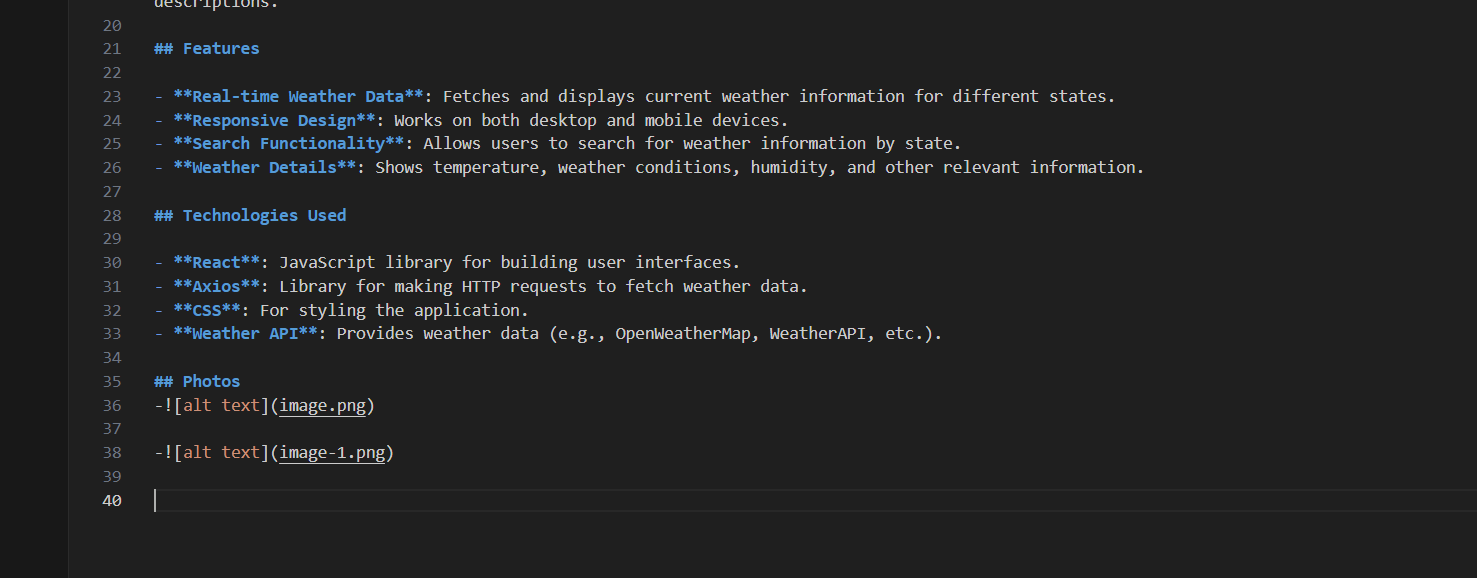 descriptions.
20
21 ## Features
22
23 - **Real-time Weather Data**: Fetches and displays current weather information for different states.
24 - **Responsive Design**: Works on both desktop and mobile devices.
25 - **Search Functionality**: Allows users to search for weather information by state.
26 - **Weather Details**: Shows temperature, weather conditions, humidity, and other relevant information.
27
28 ## Technologies Used
29
30 - **React**: JavaScript library for building user interfaces.
31 - **Axios**: Library for making HTTP requests to fetch weather data.
32 - **CSS**: For styling the application.
33 - **Weather API**: Provides weather data (e.g., OpenWeatherMap, WeatherAPI, etc.).
34
35 ## Photos
36 -![alt text](image.png)
37
38 -![alt text](image-1.png)
39
40